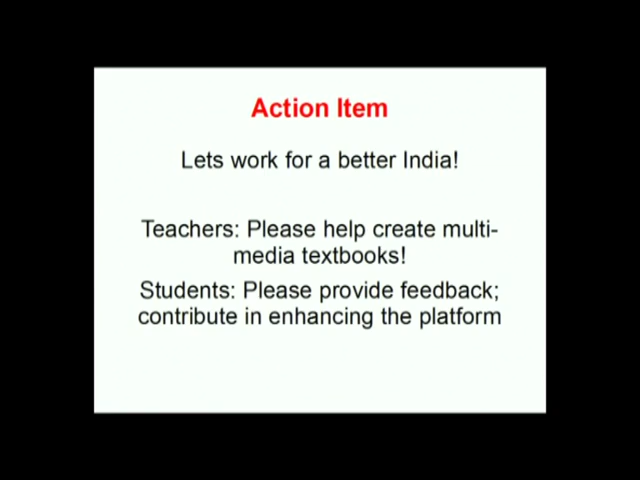 Action Item
Lets work for a better India!
Teachers: Please help create multi-
media textbooks!
Students: Please provide feedback;
contribute in enhancing the platform